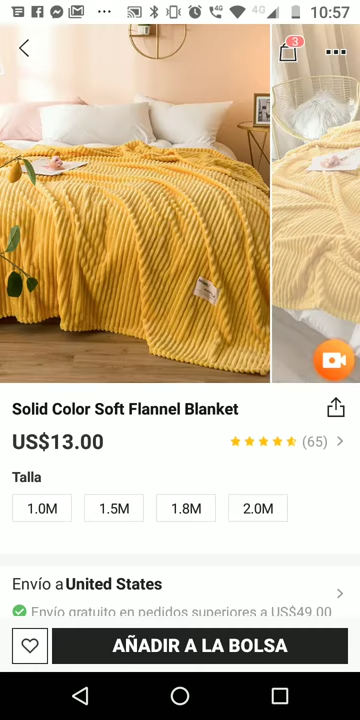 4G
10:57
3
Solid Color Soft Flannel Blanket
US$13.00
(65)
Talla
1.0M
1.5M
1.8M
2.0M
Envío a United States
Envío gratuito en pedidos superiores a US$49.00
AÑADIR A LA BOLSA